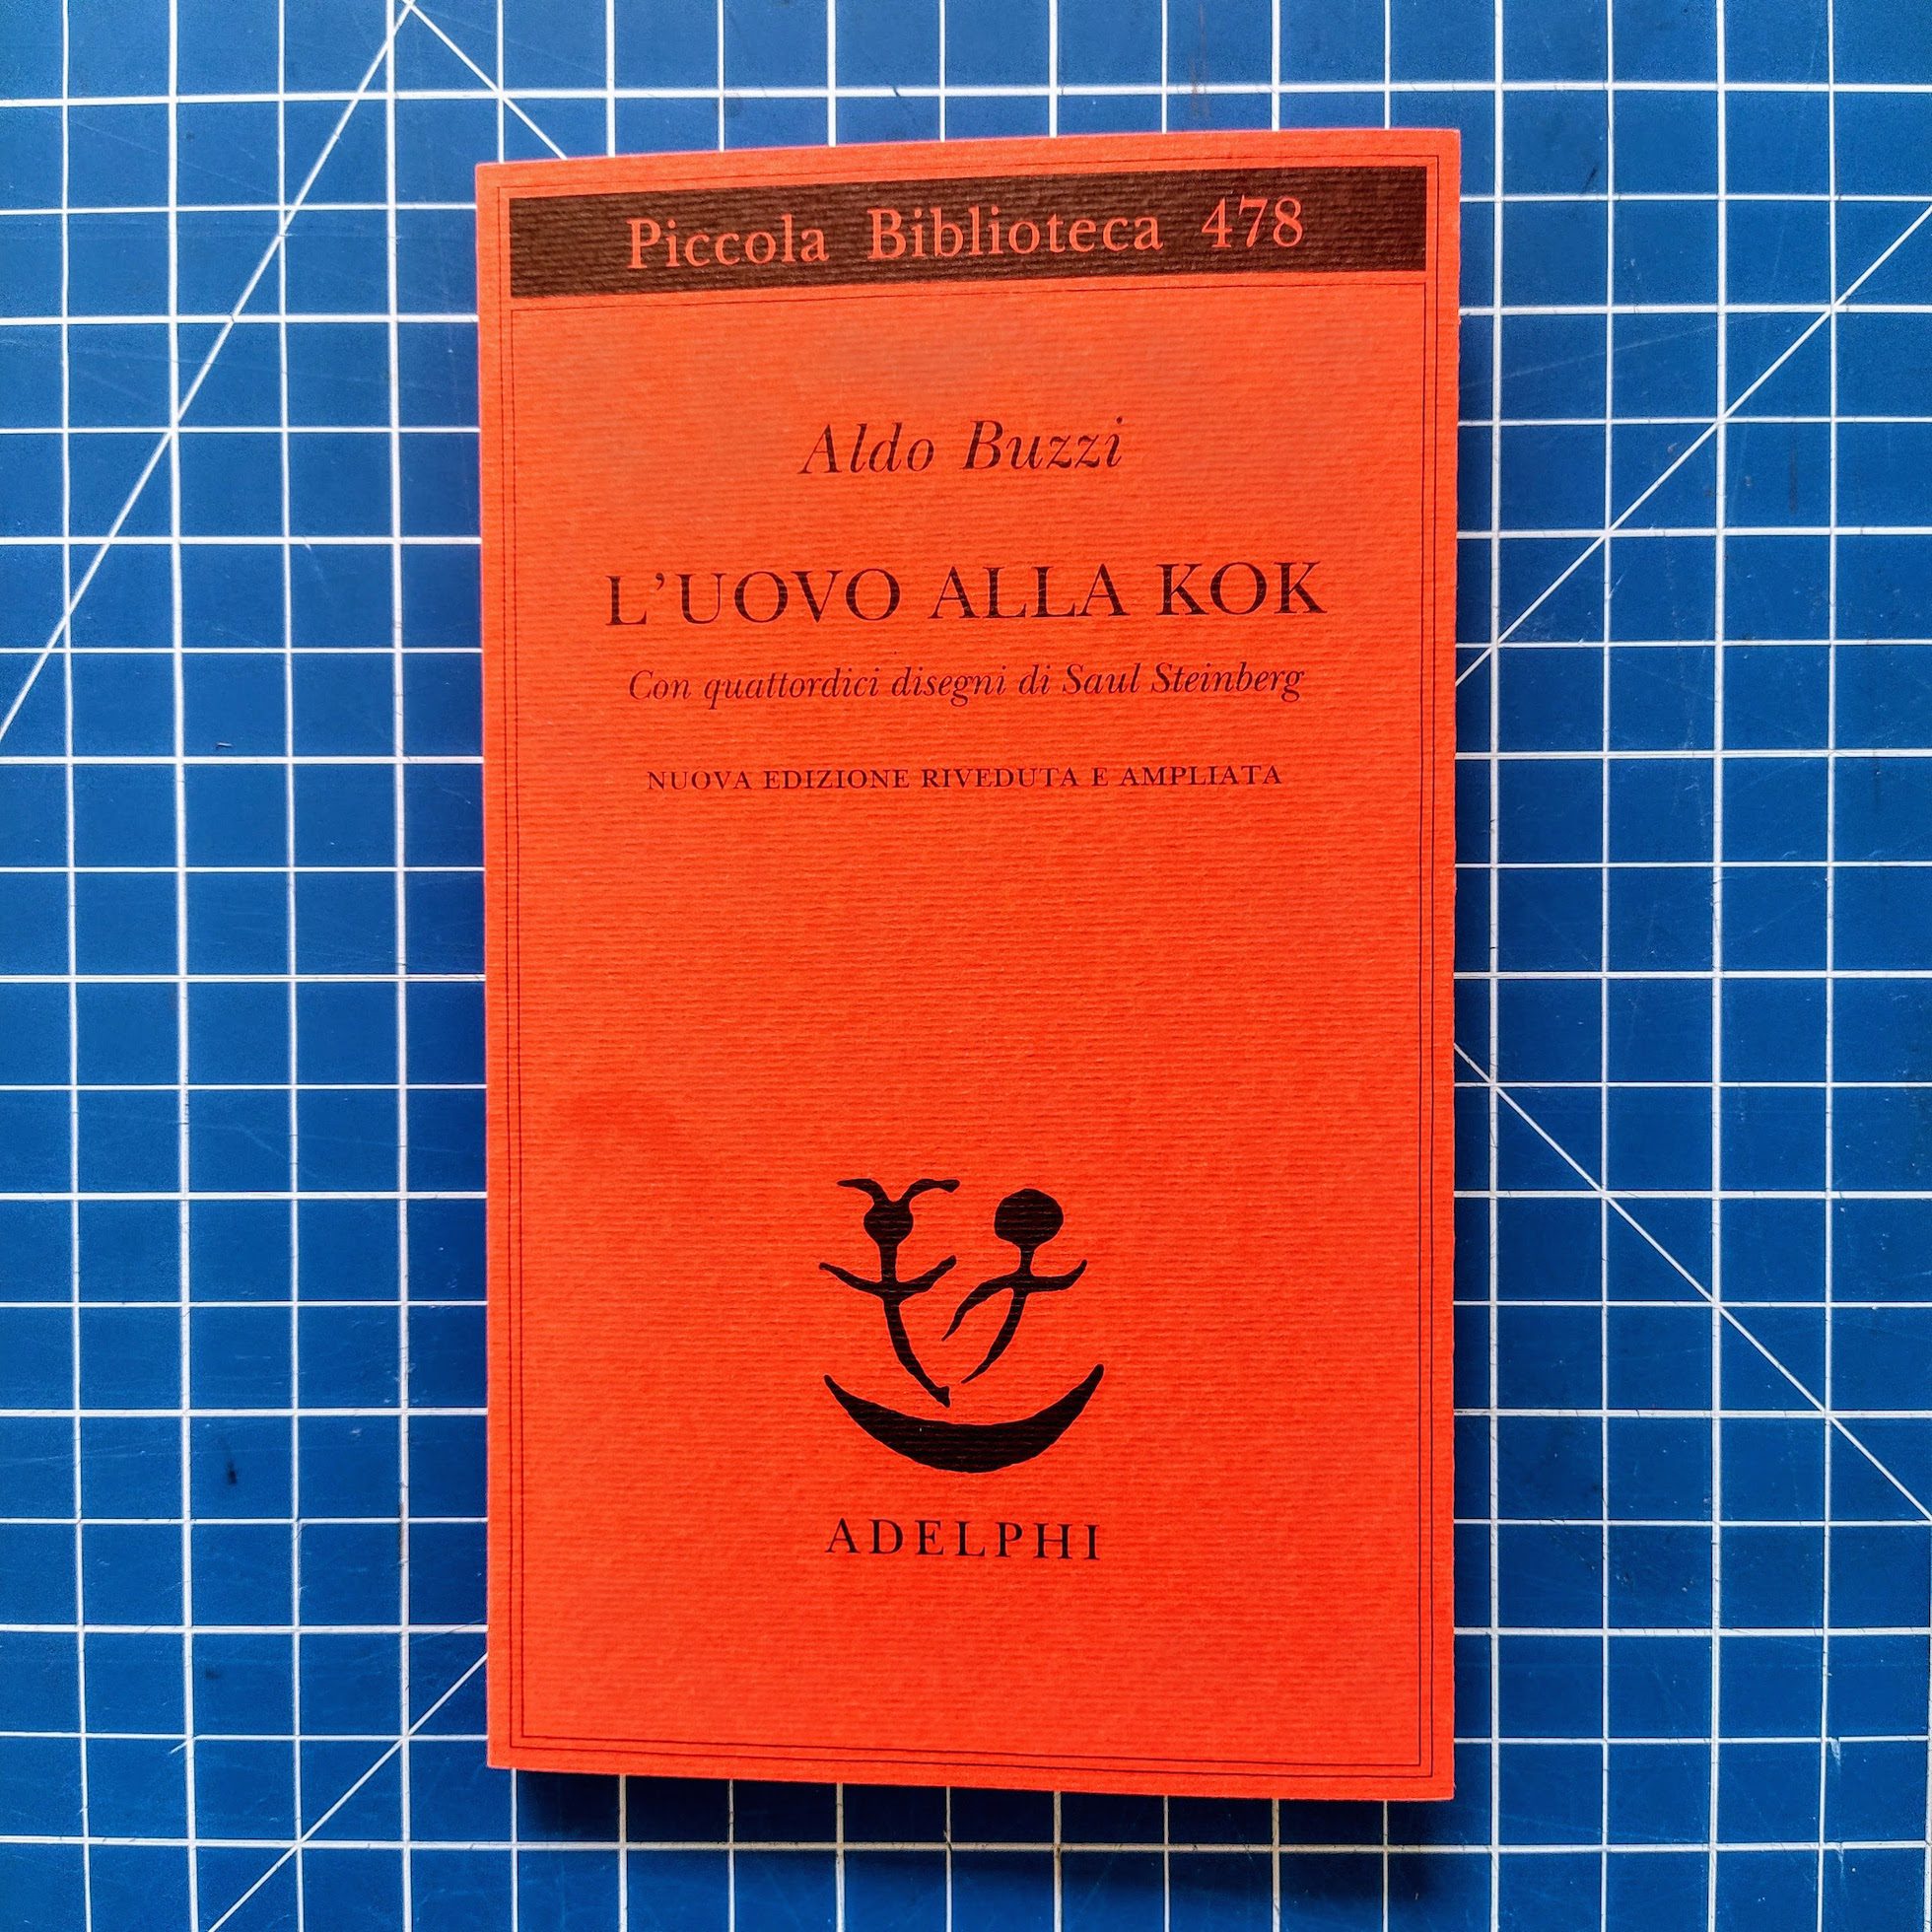 Piccola Biblioteca 478
Aldo Buzzi
L’UOVO ALLA KOK
Con quattordici disegni di Saul Steinberg
NUOVA EDIZIONE RIVEDUTA E AMPLIATA
ADELPHI